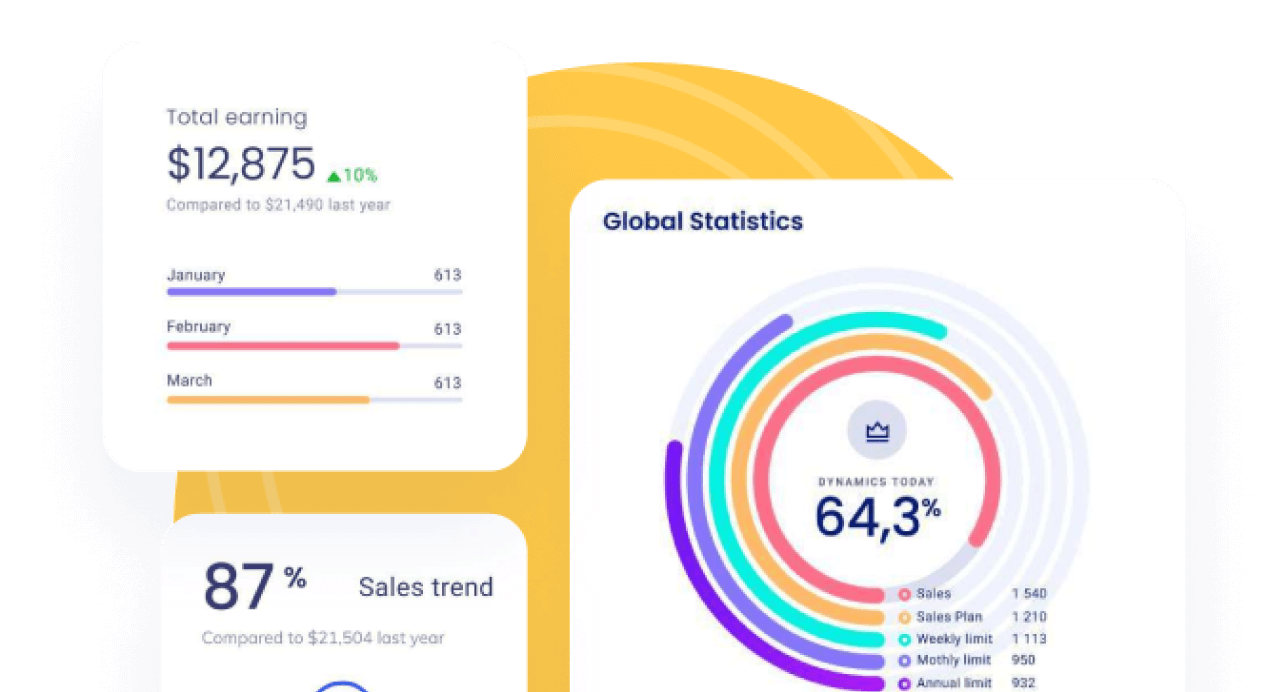 Total earning
$12,875 ▲10%
Compared to $21,490 last year
January 613
February 613
March 613
87% Sales trend
Compared to $21,504 last year
Global Statistics
DYNAMICS TODAY
64,3%
Sales 1 540
Sales Plan 1 210
Weekly limit 1 113
Mothly limit 950
Annual limit 932